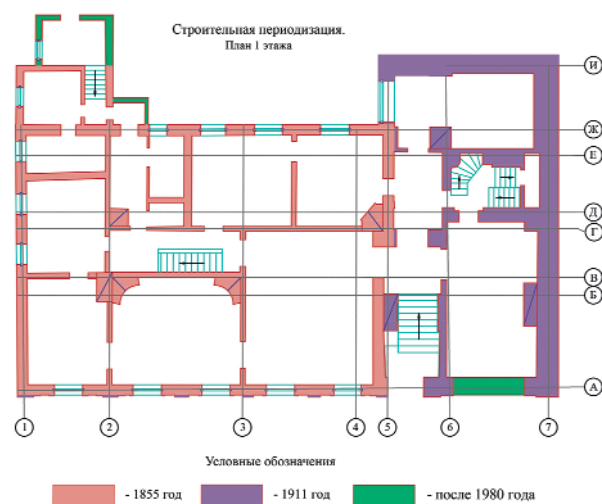 Строительная периодизация.
План 1 этажа
И
Ж
Е
Д
Г
В
Б
А
1 2 3 4 5 6 7
Условные обозначения
- 1855 год - 1911 год - после 1980 года